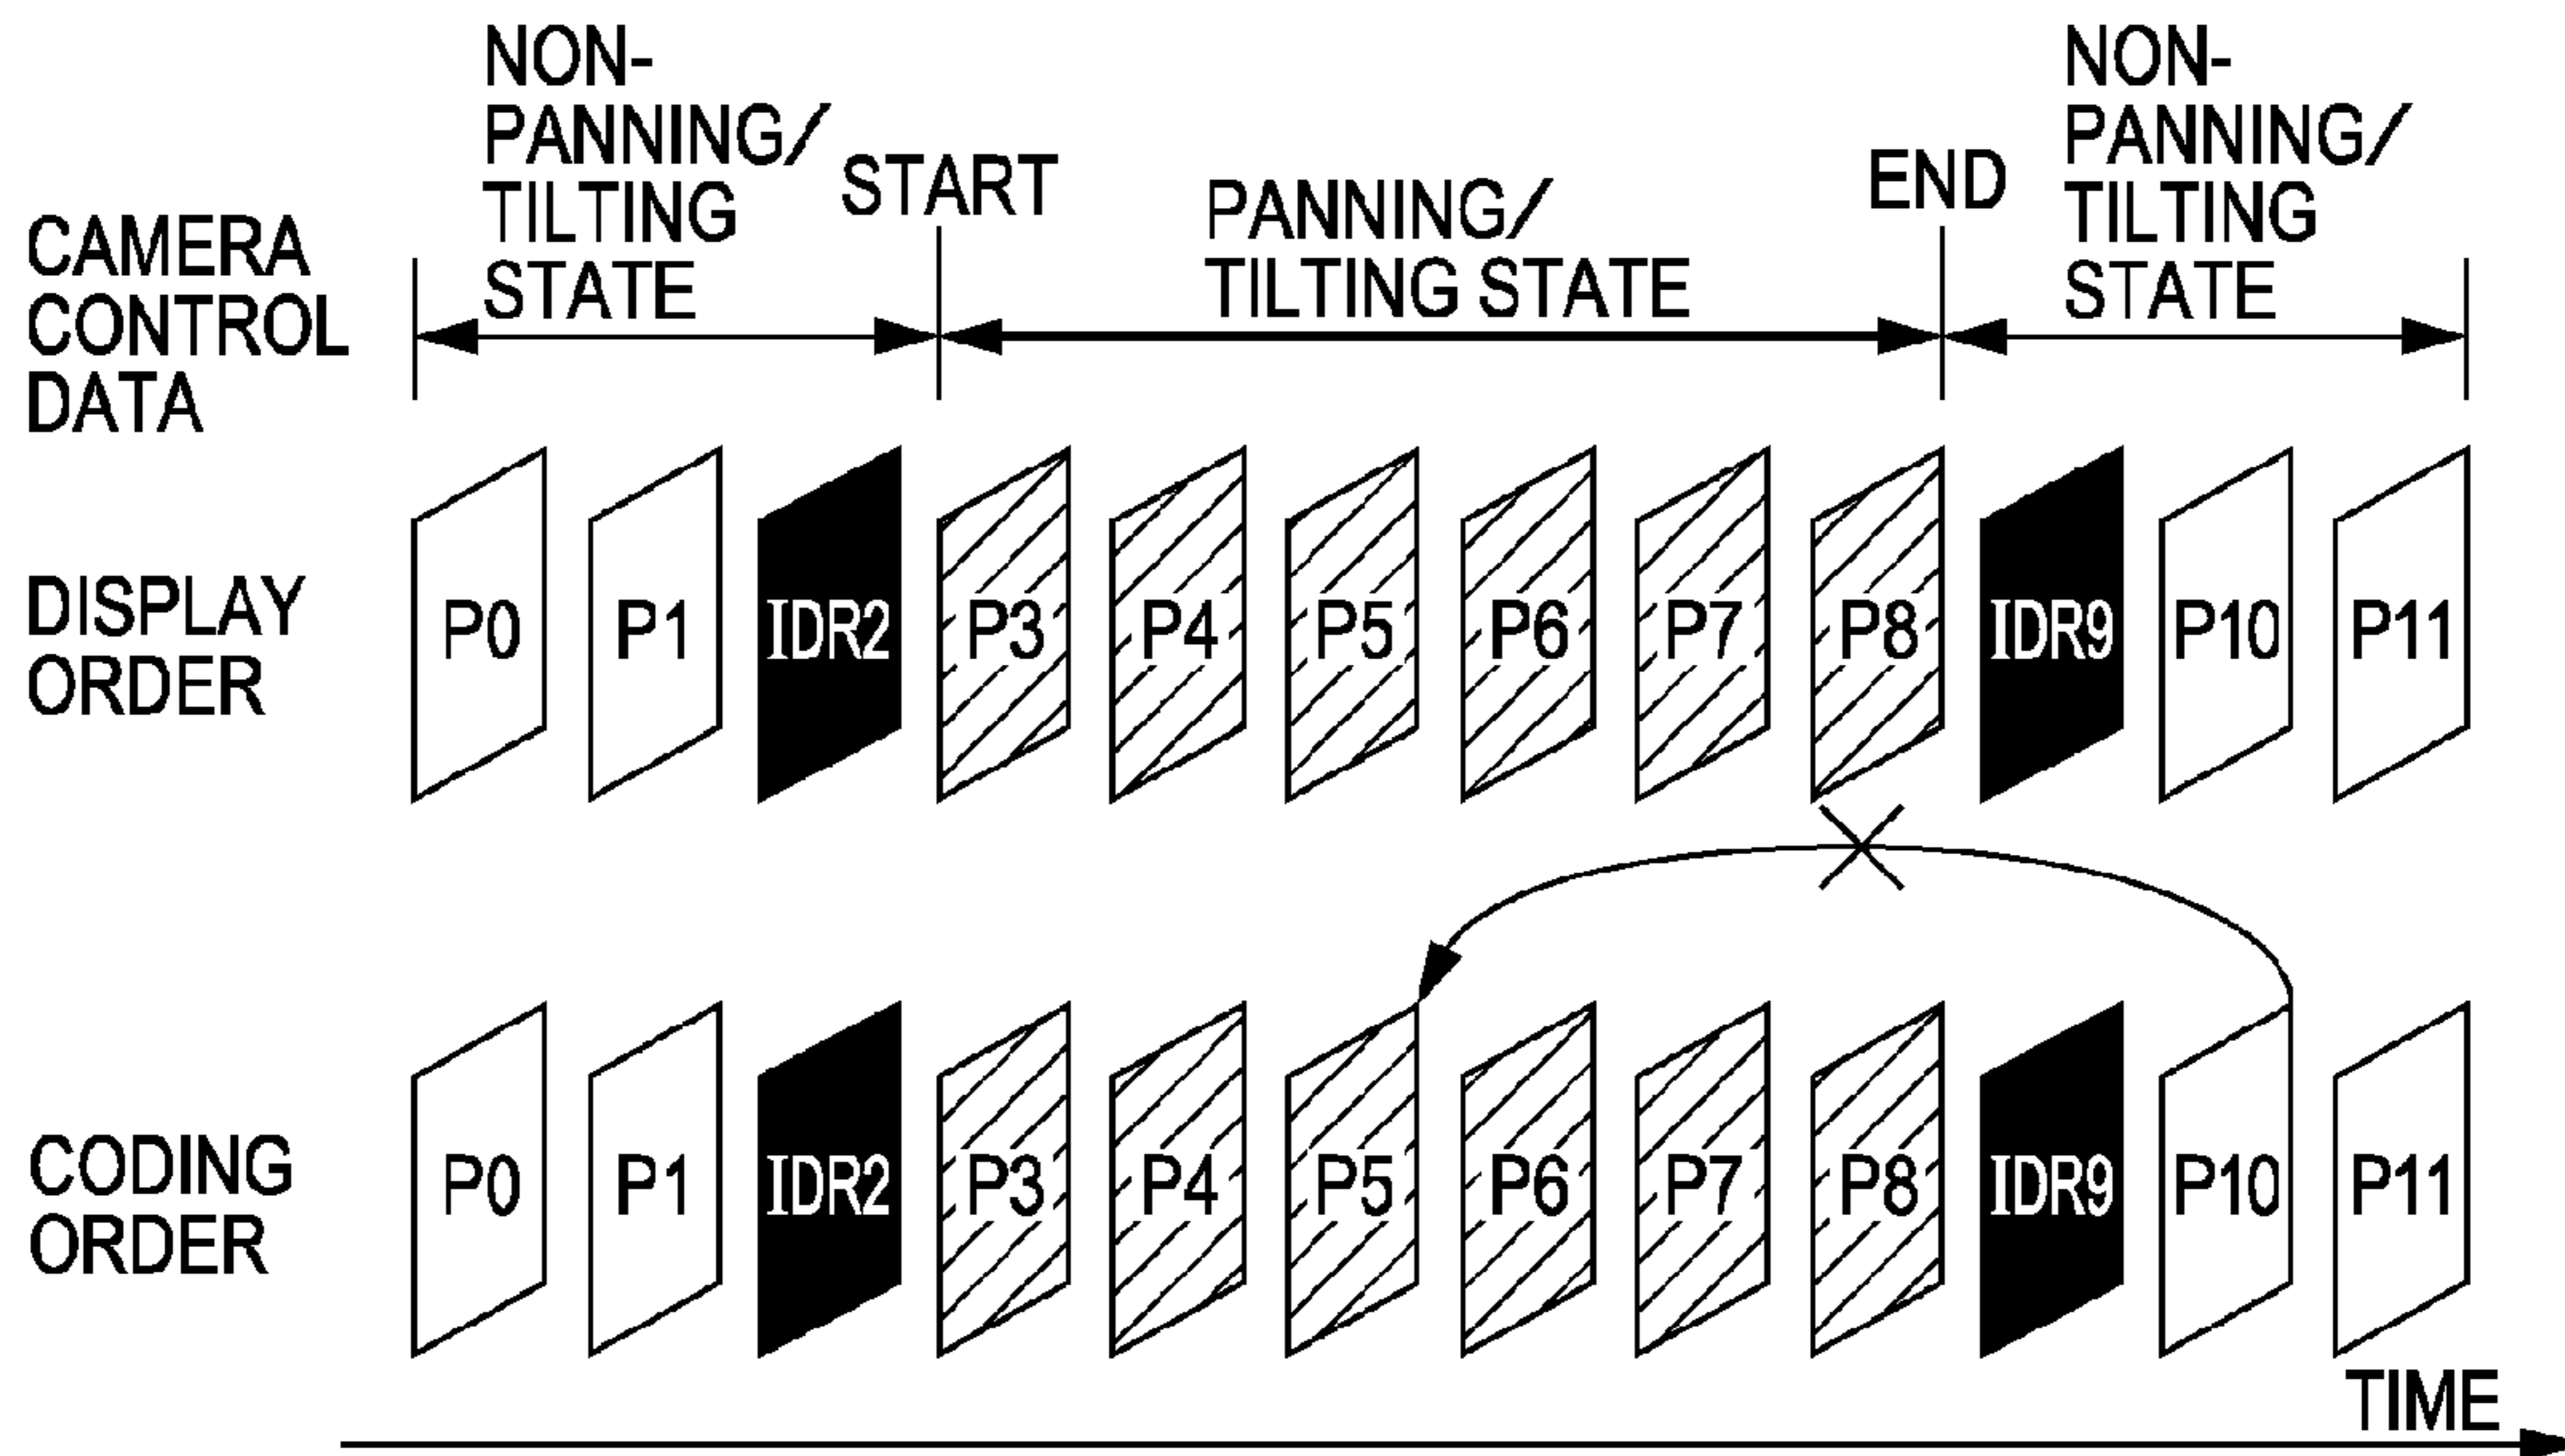 NON-
PANNING/
TILTING
STATE
START
PANNING/
TILTING STATE
END
NON-
PANNING/
TILTING
STATE
CAMERA
CONTROL
DATA
DISPLAY
ORDER
P0 P1 IDR2 P3 P4 P5 P6 P7 P8 IDR9 P10 P11
CODING
ORDER
P0 P1 IDR2 P3 P4 P5 P6 P7 P8 IDR9 P10 P11
TIME